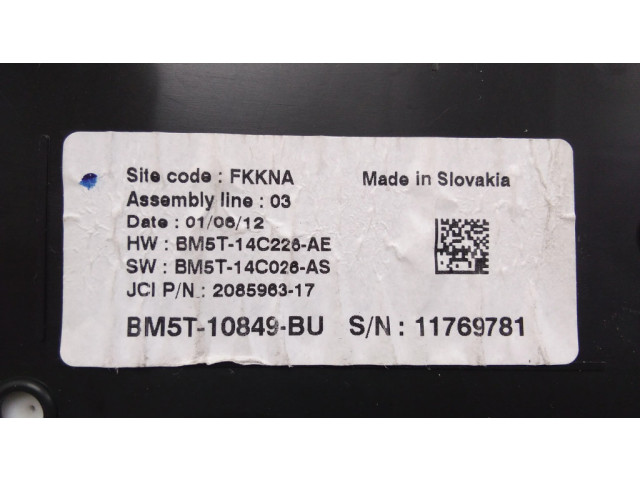 Site code : FKKNA Made in Slovakia
Assembly line : 03
Date : 01/06/12
HW : BM5T-14C226-AE
SW : BM5T-14C026-AS
JCI P/N : 2085963-17
BM5T-10849-BU S/N : 11769781